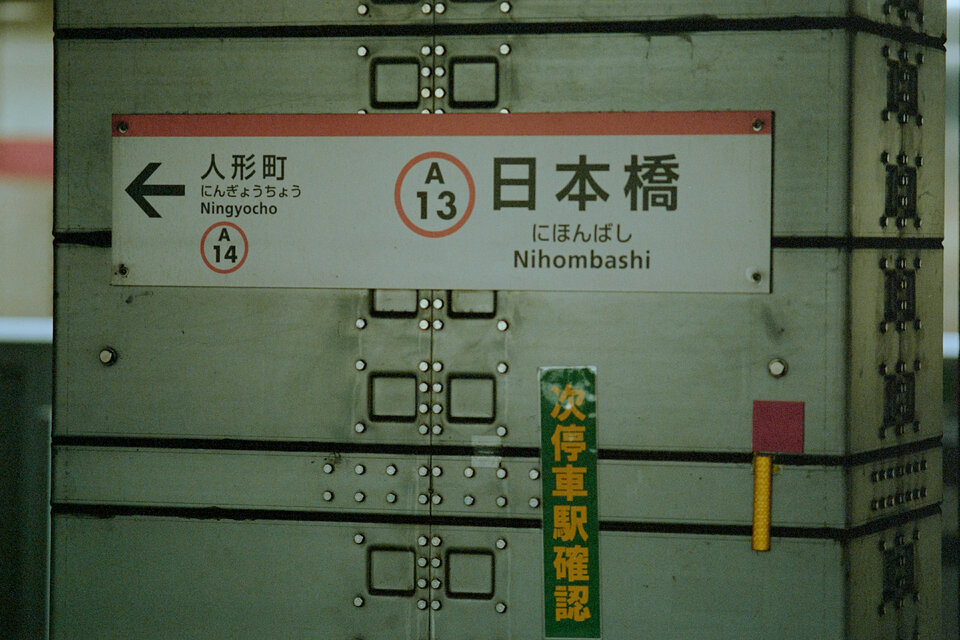 人形町
にんぎょうちょう
Ningyocho
A
14
A
13
日本橋
にほんばし
Nihombashi
次停車駅確認